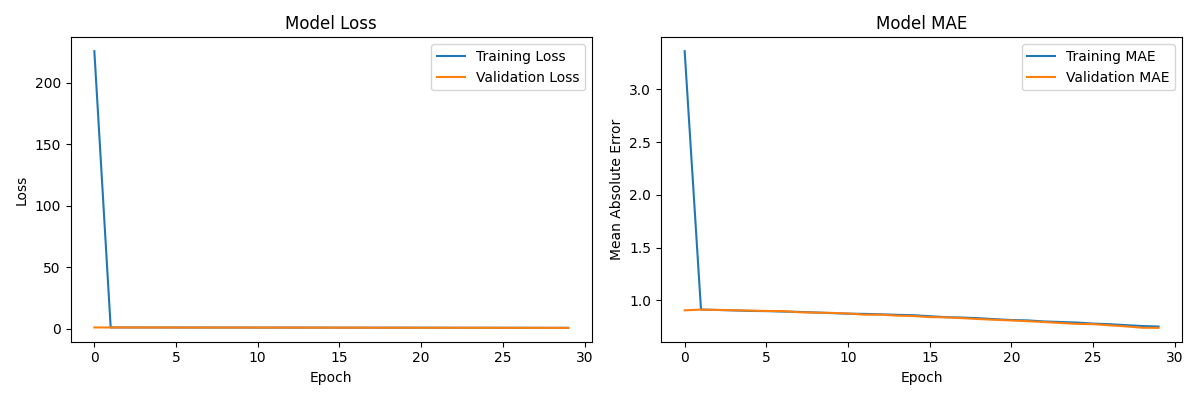 Model Loss
Loss
200
150
100
50
0
0 5 10 15 20 25 30
Epoch
Training Loss
Validation Loss
Model MAE
Mean Absolute Error
3.0
2.5
2.0
1.5
1.0
0 5 10 15 20 25 30
Epoch
Training MAE
Validation MAE